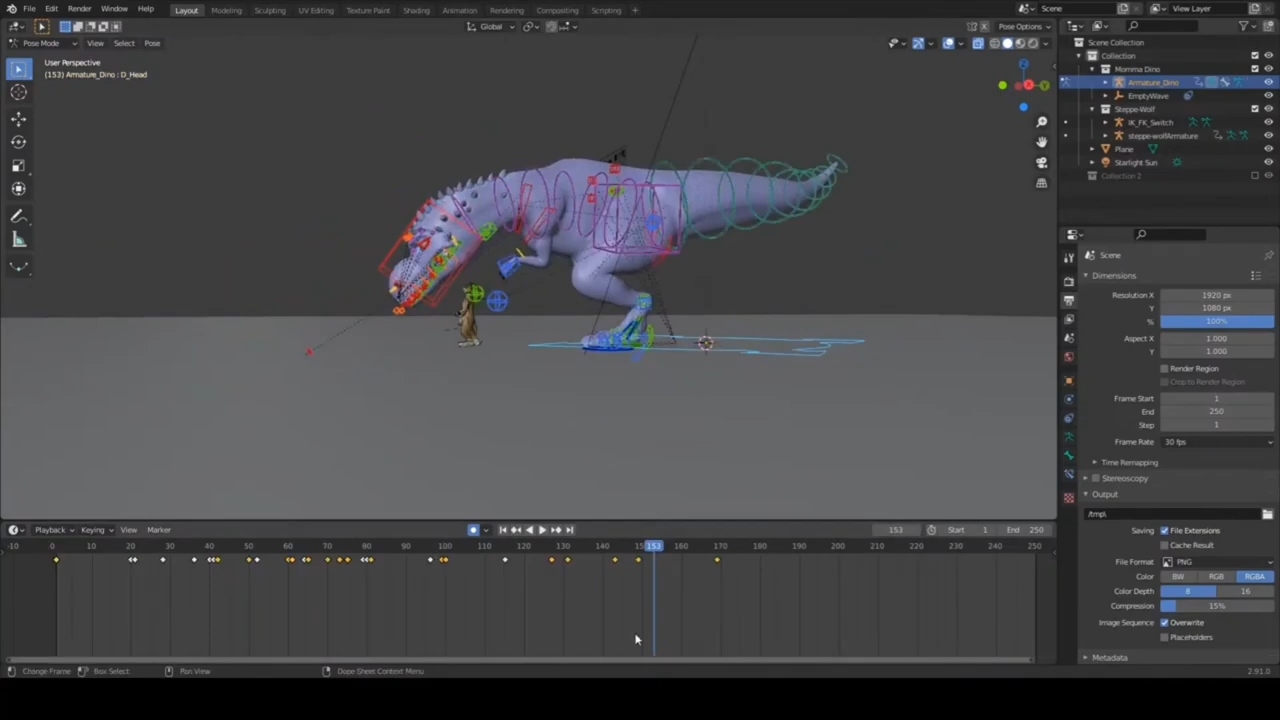 File Edit Render Window Help Layout Modeling Sculpting UV Editing Texture Paint Shading Animation Rendering Compositing Scripting + Scene View Layer
Global Pose Options
Pose Mode View Select Pose
User Perspective
(153) Armature_Dino : D_Head
Scene Collection
Collection
Momma Dino
Armature_Dino
EmptyWave
Steppe-Wolf
IK_FK_Switch
steppe-wolfArmature
Plane
Starlight Sun
Collection 2
Scene
Dimensions
Resolution X 1920 px
Y 1080 px
% 100%
Aspect X 1.000
Y 1.000
Render Region
Crop to Render Region
Frame Start 1
End 250
Step 1
Frame Rate 30 fps
Time Remapping
Stereoscopy
Output
/tmp\
Saving File Extensions
Cache Result
File Format PNG
Color BW RGB RGBA
Color Depth 8 16
Compression 15%
Image Sequence Overwrite
Placeholders
Metadata
Playback Keying View Marker 153 Start 1 End 250
-10 0 10 20 30 40 50 60 70 80 90 100 110 120 130 140 153 160 170 180 190 200 210 220 230 240 250
Change Frame Box Select Pan View Dope Sheet Context Menu 2.91.0